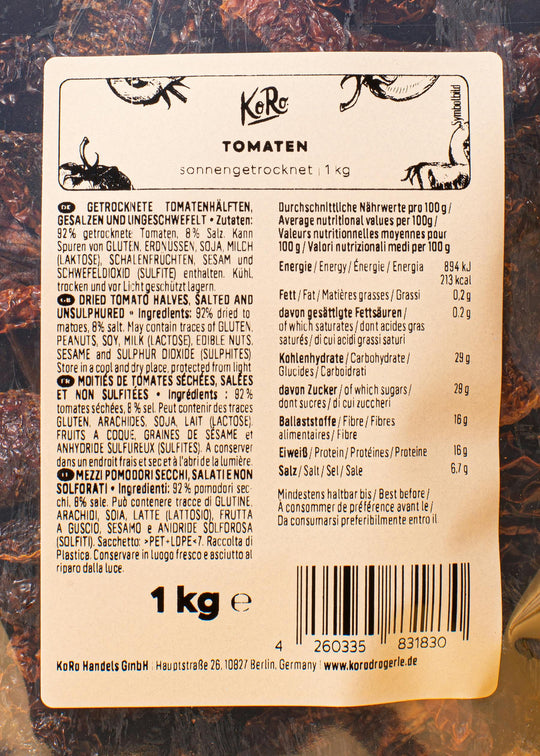 KoRo
Symbolbild
TOMATEN
sonnengetrocknet | 1 kg
DE GETROCKNETE TOMATENHÄLFTEN,
GESALZEN UND UNGESCHWEFELT • Zutaten:
92% getrocknete Tomaten, 8% Salz. Kann
Spuren von GLUTEN, ERDNÜSSEN, SOJA, MILCH
(LAKTOSE), SCHALENFRÜCHTEN, SESAM und
SCHWEFELDIOXID (SULFITE) enthalten. Kühl,
trocken und vor Licht geschützt lagern.
GB DRIED TOMATO HALVES, SALTED AND
UNSULPHURED • Ingredients: 92% dried to
matoes, 8% salt. May contain traces of GLUTEN,
PEANUTS, SOY, MILK (LACTOSE), EDIBLE NUTS,
SESAME and SULPHUR DIOXIDE (SULPHITES)
Store in a cool and dry place, protected from light
FR MOITIÉS DE TOMATES SÉCHÉES, SALÉES
ET NON SULFITÉES • Ingrédients : 92%
tomates séchées, 8% sel. Peut contenir des traces
GLUTEN, ARACHIDES, SOJA, LAIT (LACTOSE),
FRUITS A COQUE, GRAINES DE SÉSAME et
ANHYDRIDE SULFUREUX (SULFITES). A conserver
dans un endroit frais et sec et à l'abri de la lumière.
IT MEZZI POMODORI SECCHI, SALATI E NON
SOLFORATI • Ingredienti: 92% pomodori sec
chi, 8% sale. Può contenere tracce di GLUTINE,
ARACHIDI, SOIA, LATTE (LATTOSIO), FRUTTA
A GUSCIO, SESAMO e ANIDRIDE SOLFOROSA
(SOLFITI). Sacchetto: >PET+LDPE<7. Raccolta di
Plastica. Conservare in luogo fresco e asciutto al
riparo dalla luce.
Durchschnittliche Nährwerte pro 100 g /
Average nutritional values per 100g /
Valeurs nutritionnelles moyennes pour
100 g / Valori nutrizionali medi per 100 g
Energie / Energy / Énergie / Energia 894 kJ
213 kcal
Fett / Fat / Matières grasses / Grassi 0,2 g
davon gesättigte Fettsäuren / 0.2 g
of which saturates / dont acides gras
saturés / di cui acidi grassi saturi
Kohlenhydrate / Carbohydrate / 29 g
Glucides / Carboidrati
davon Zucker / of which sugars / 29 g
dont sucres / di cui zuccheri
Ballaststoffe / Fibre / Fibres 16 g
alimentaires / Fibre
Eiweiß / Protein / Protéines / Proteine 16 g
Salz / Salt / Sel / Sale 6.7 g
Mindestens haltbar bis / Best before /
A consommer de préférence avant le /
Da consumarsi preferibilmente entro il
1 kg ℮
4 260335 831830
KoRo Handels GmbH | Hauptstraße 26, 10827 Berlin, Germany | www.korodrogerie.de